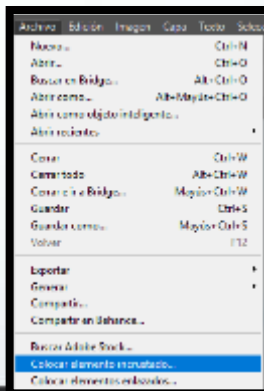 Archivo Edición Imagen Capa Texto Selec
Nuevo... Ctrl+N
Abrir... Ctrl+O
Buscar en Bridge... Alt+Ctrl+O
Abrir como... Alt+Mayús+Ctrl+O
Abrir como objeto inteligente...
Abrir recientes
Cerrar Ctrl+W
Cerrar todo Alt+Ctrl+W
Cerrar e ir a Bridge... Mayús+Ctrl+W
Guardar Ctrl+S
Guardar como... Mayús+Ctrl+S
Volver F12
Exportar
Generar
Compartir...
Compartir en Behance...
Buscar Adobe Stock...
Colocar elemento incrustado...
Colocar elementos enlazados...